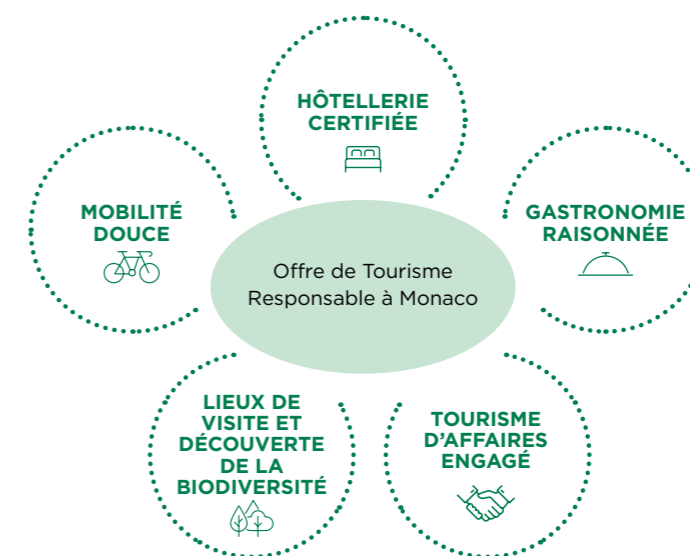 HÔTELLERIE
CERTIFIÉE
MOBILITÉ
DOUCE
GASTRONOMIE
RAISONNÉE
Offre de Tourisme
Responsable à Monaco
LIEUX DE
VISITE ET
DÉCOUVERTE
DE LA
BIODIVERSITÉ
TOURISME
D’AFFAIRES
ENGAGÉ